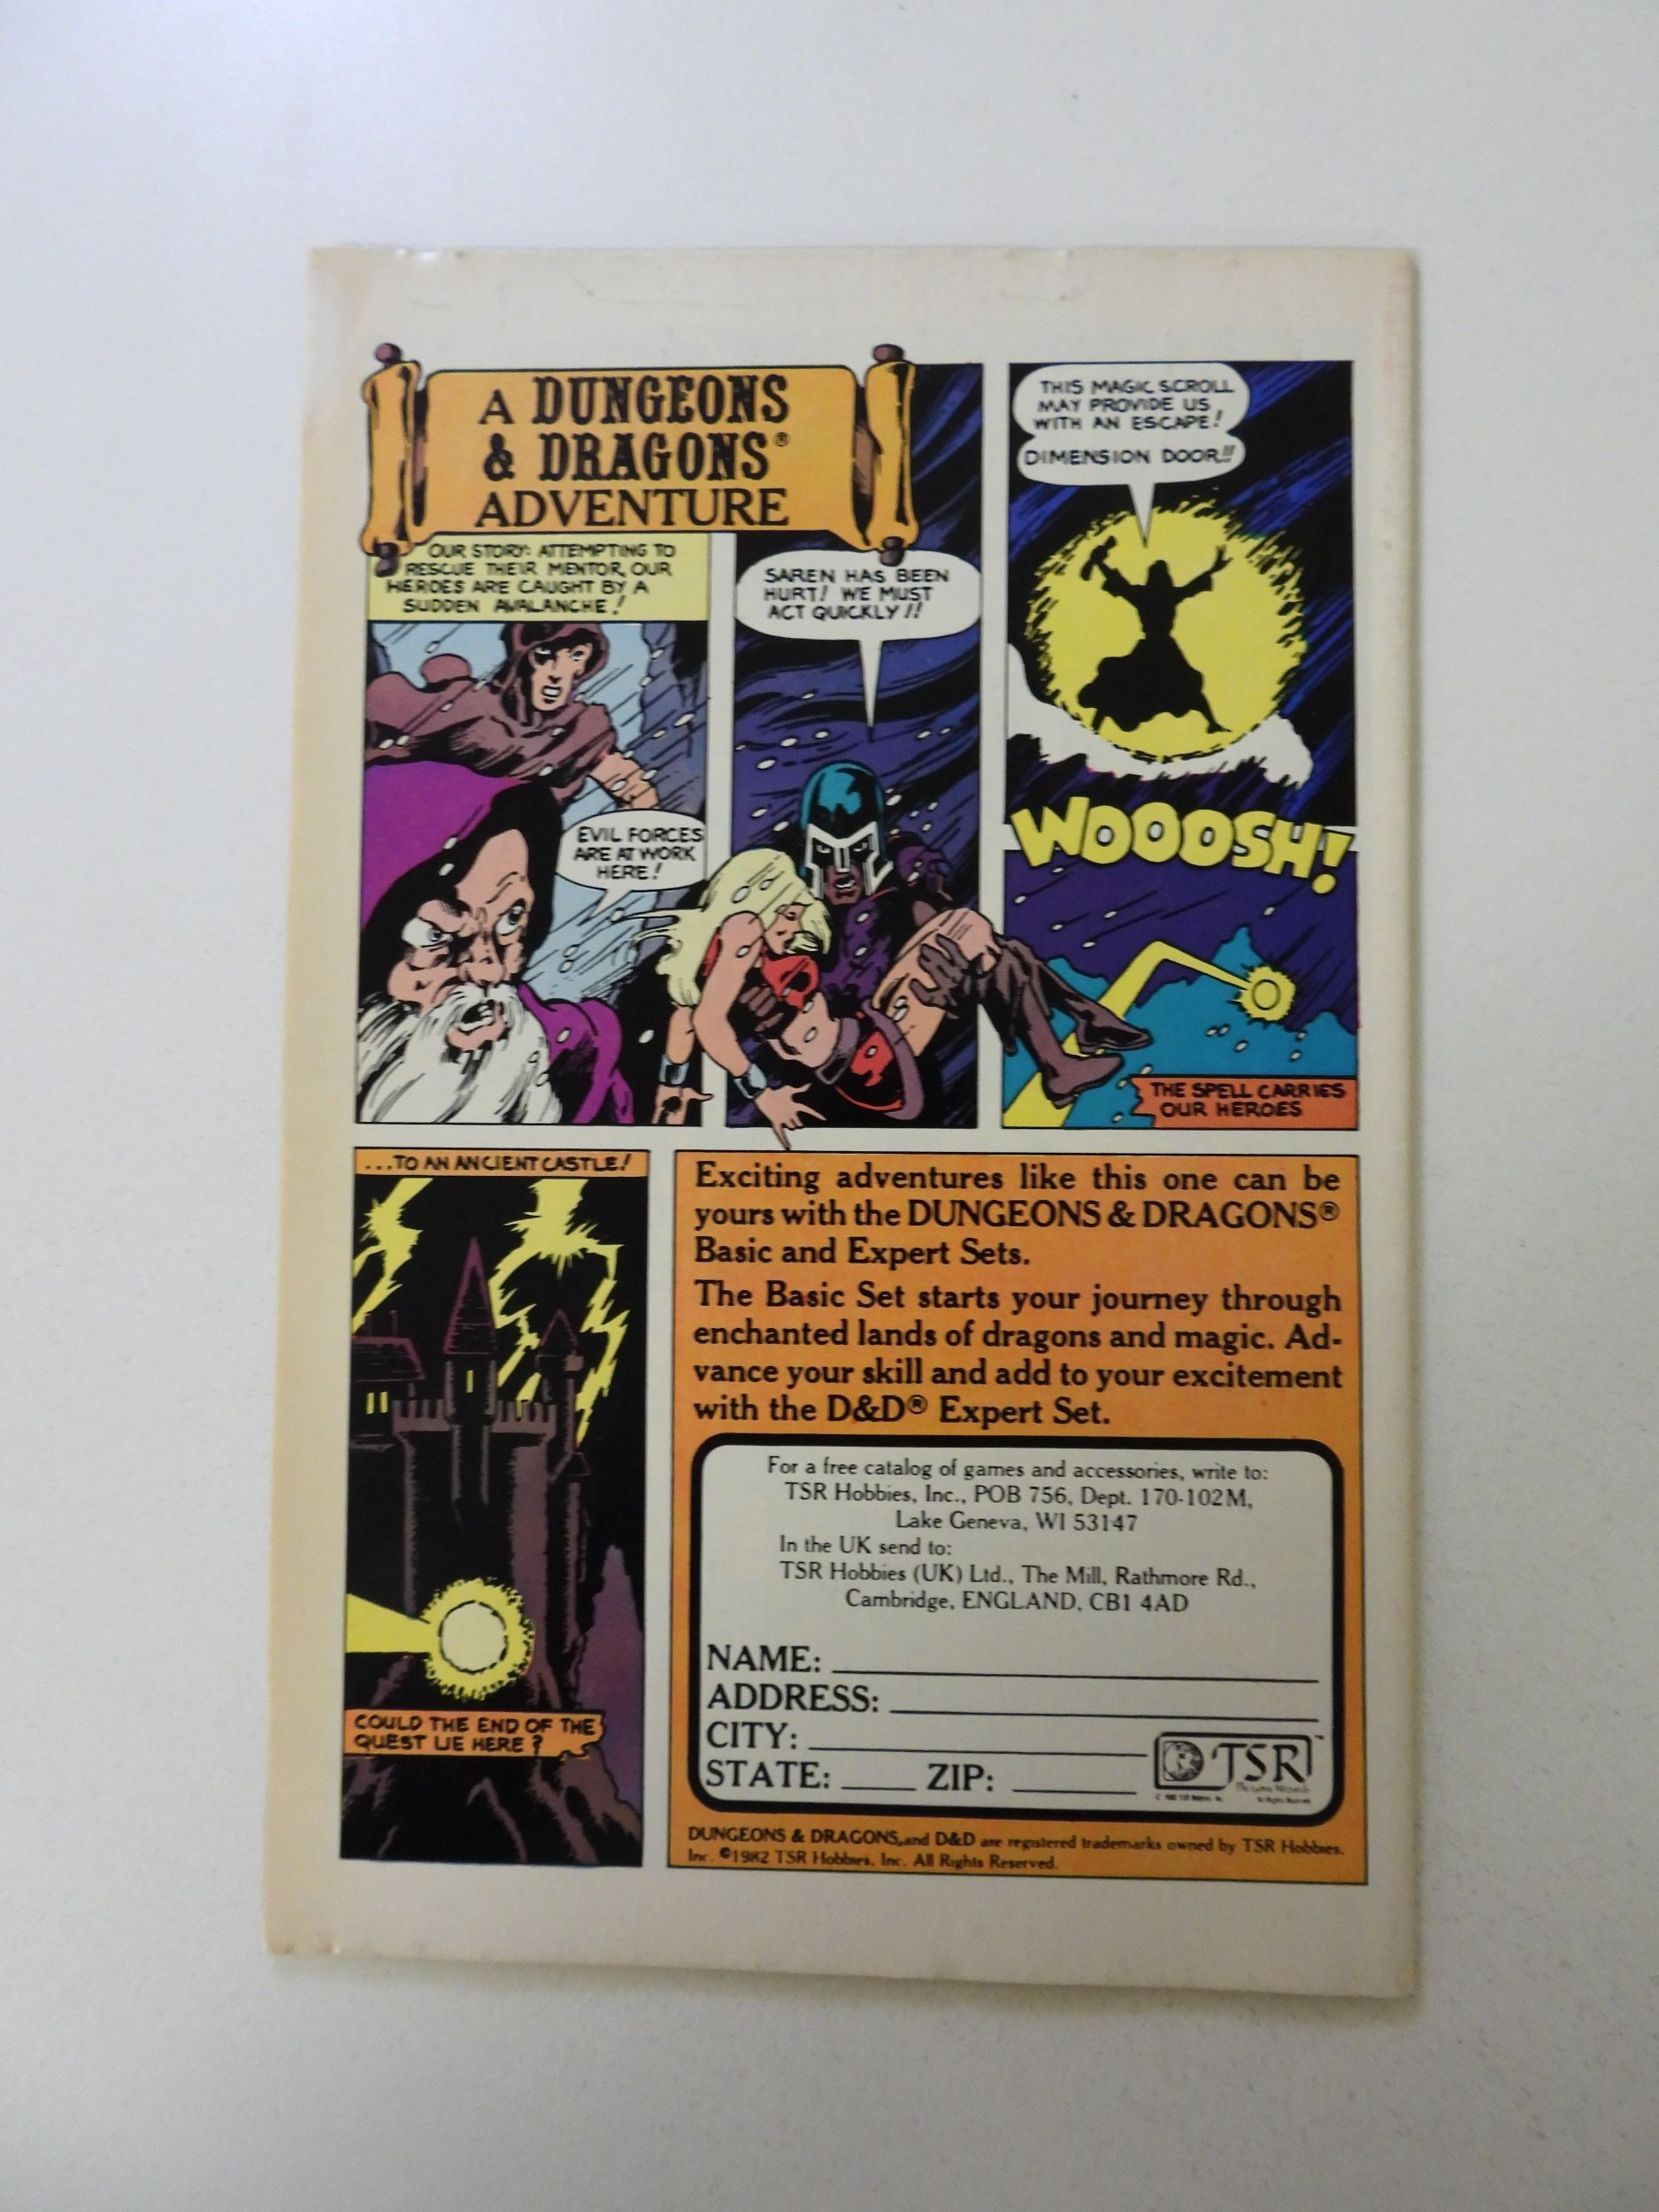 A DUNGEONS
& DRAGONS®
ADVENTURE
OUR STORY: ATTEMPTING TO
RESCUE THEIR MENTOR, OUR
HEROES ARE CAUGHT BY A
SUDDEN AVALANCHE!
EVIL FORCES
ARE AT WORK
HERE!
SAREN HAS BEEN
HURT! WE MUST
ACT QUICKLY!!
THIS MAGIC SCROLL
MAY PROVIDE US
WITH AN ESCAPE!
DIMENSION DOOR!!
WOOOSH!
THE SPELL CARRIES
OUR HEROES
...TO AN ANCIENT CASTLE!
COULD THE END OF THE
QUEST LIE HERE?
Exciting adventures like this one can be
yours with the DUNGEONS & DRAGONS®
Basic and Expert Sets.
The Basic Set starts your journey through
enchanted lands of dragons and magic. Ad-
vance your skill and add to your excitement
with the D&D® Expert Set.
For a free catalog of games and accessories, write to:
TSR Hobbies, Inc., POB 756, Dept. 170-102M,
Lake Geneva, WI 53147
In the UK send to:
TSR Hobbies (UK) Ltd., The Mill, Rathmore Rd.,
Cambridge, ENGLAND, CB1 4AD
NAME:
ADDRESS:
CITY:
STATE: ZIP:
TSR™
DUNGEONS & DRAGONS, and D&D are registered trademarks owned by TSR Hobbies,
Inc. ©1982 TSR Hobbies, Inc. All Rights Reserved.